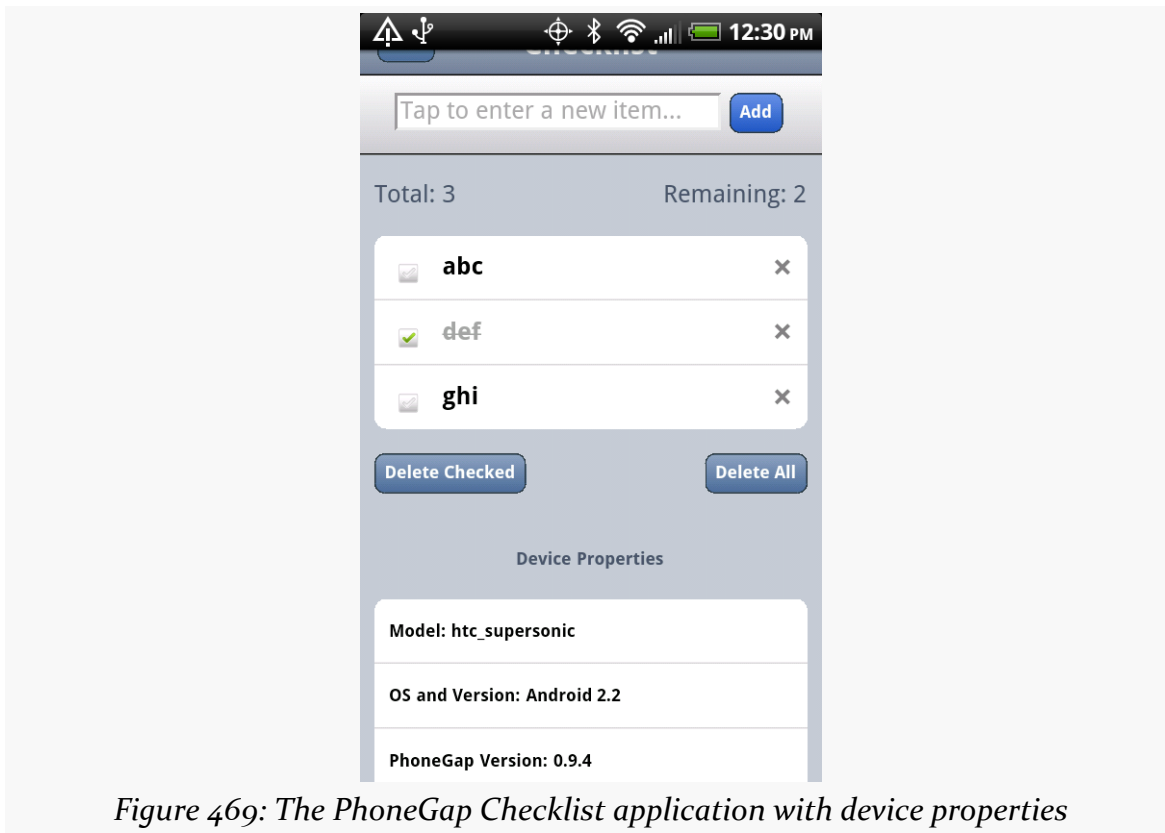 12:30 PM
Checklist
Tap to enter a new item...
Add
Total: 3 Remaining: 2
abc
def
ghi
Delete Checked Delete All
Device Properties
Model: htc_supersonic
OS and Version: Android 2.2
PhoneGap Version: 0.9.4
Figure 469: The PhoneGap Checklist application with device properties